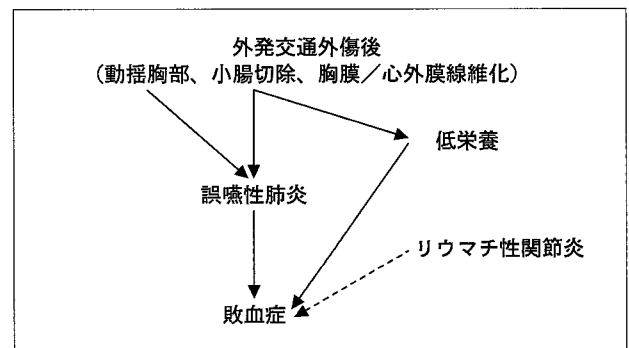 外発交通外傷後
（動揺胸部、小腸切除、胸膜／心外膜線維化）
低栄養
誤嚥性肺炎
リウマチ性関節炎
敗血症